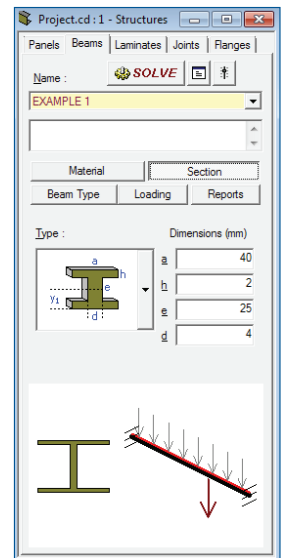 Project.cd : 1 - Structures
Panels Beams Laminates Joints Flanges
Name : SOLVE
EXAMPLE 1
Material Section
Beam Type Loading Reports
Type : Dimensions (mm)
a 40
h 2
e 25
d 4
a
h
e
y1
d